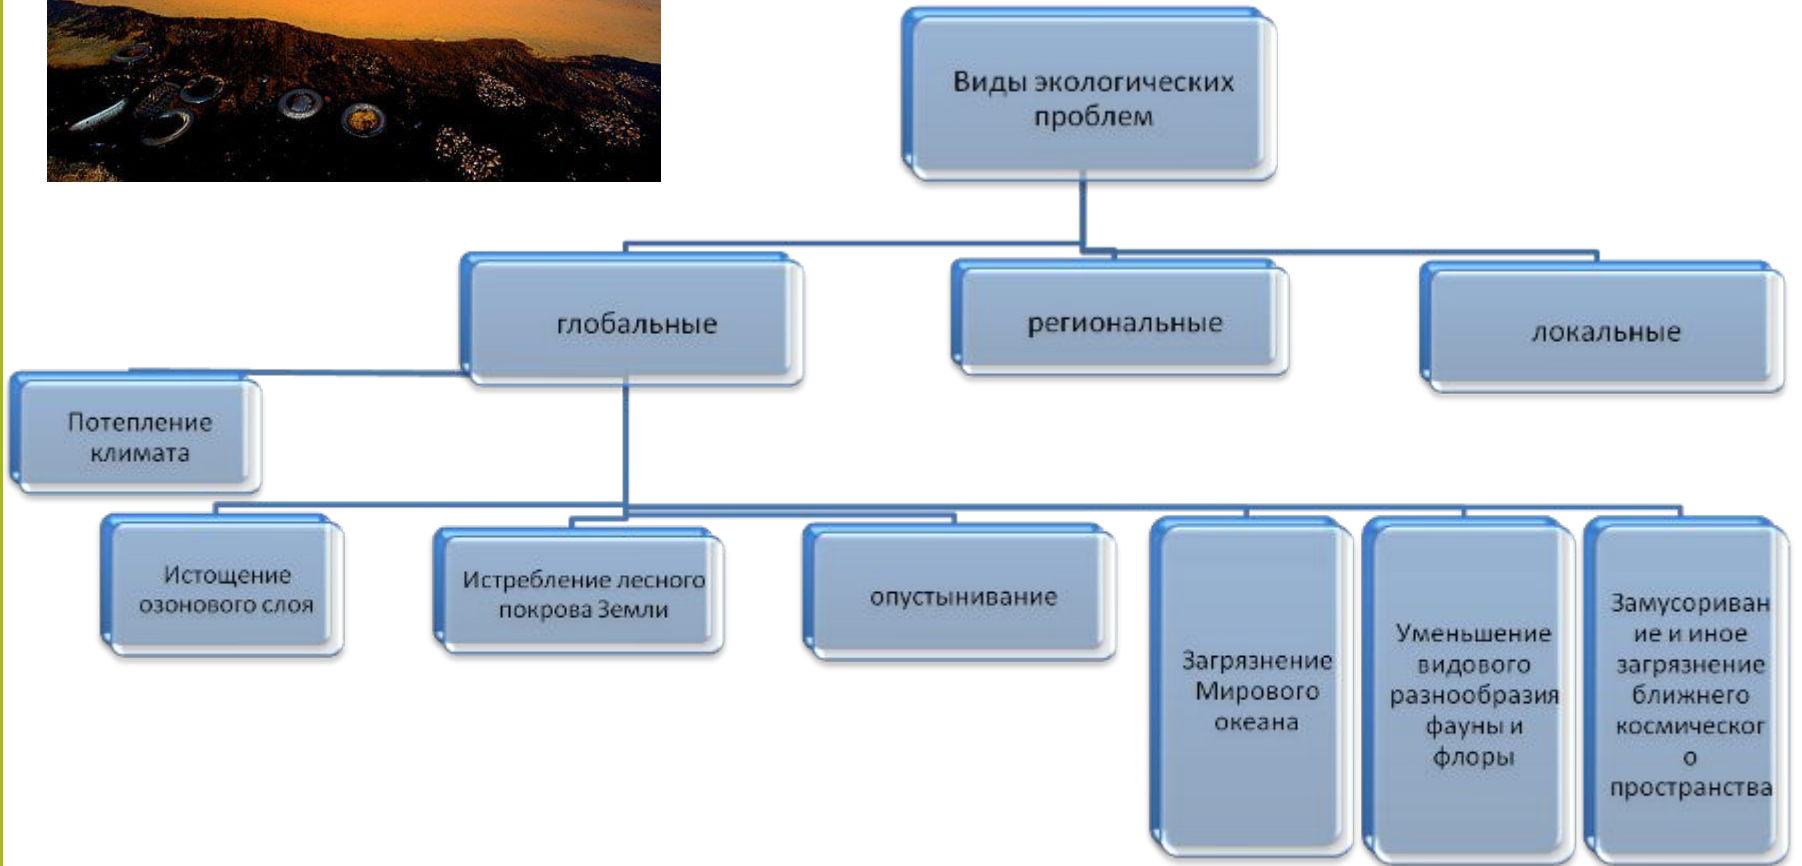 Виды экологических
проблем
глобальные
региональные
локальные
Потепление
климата
Истощение
озонового слоя
Истребление лесного
покрова Земли
опустынивание
Загрязнение
Мирового
океана
Уменьшение
видового
разнообразия
фауны и
флоры
Замусориван
ие и иное
загрязнение
ближнего
космическог
о
пространства